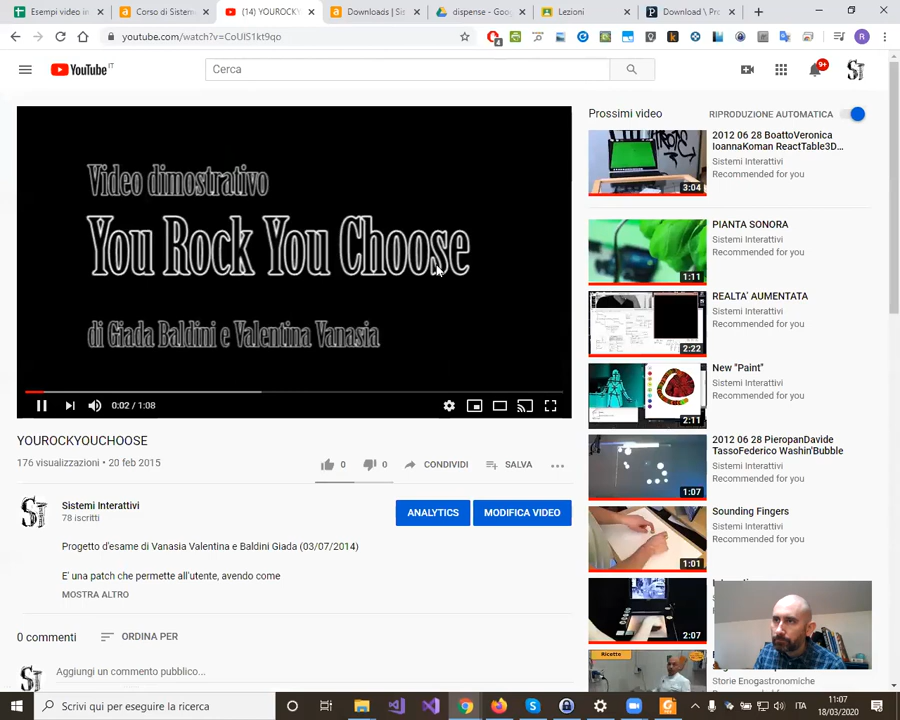 Esempi video in
Corso di Sistem
(14) YOUROCKY
Downloads | Sis
dispense - Goog
Lezioni
Download \ Pro
youtube.com/watch?v=CoUIS1kt9qo
YouTube IT
Cerca
9+
Video dimostrativo
You Rock You Choose
di Giada Baldini e Valentina Vanasia
0:02 / 1:08
YOUROCKYOUCHOOSE
176 visualizzazioni • 20 feb 2015
0
0
CONDIVIDI
SALVA
Sistemi Interattivi
78 iscritti
ANALYTICS
MODIFICA VIDEO
Progetto d'esame di Vanasia Valentina e Baldini Giada (03/07/2014)
E' una patch che permette all'utente, avendo come
MOSTRA ALTRO
0 commenti
ORDINA PER
Aggiungi un commento pubblico...
Prossimi video
RIPRODUZIONE AUTOMATICA
2012 06 28 BoattoVeronica
IoannaKoman ReactTable3D...
Sistemi Interattivi
Recommended for you
3:04
PIANTA SONORA
Sistemi Interattivi
Recommended for you
1:11
REALTA' AUMENTATA
Sistemi Interattivi
Recommended for you
2:22
New "Paint"
Sistemi Interattivi
Recommended for you
2:11
2012 06 28 PieropanDavide
TassoFederico Washin'Bubble
Sistemi Interattivi
Recommended for you
1:07
Sounding Fingers
Sistemi Interattivi
Recommended for you
1:01
2:07
Ricetto
Storie Enogastronomiche
Recommended for you
Scrivi qui per eseguire la ricerca
ITA
11:07
18/03/2020